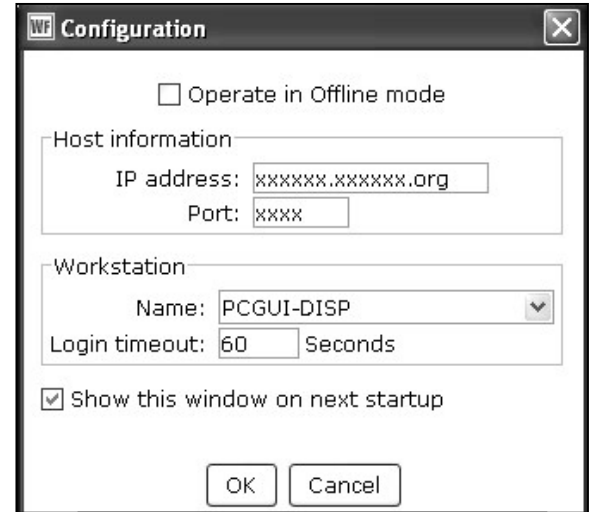 WF Configuration
Operate in Offline mode
Host information
IP address: xxxxxx.xxxxxx.org
Port: xxxx
Workstation
Name: PCGUI-DISP
Login timeout: 60 Seconds
Show this window on next startup
OK Cancel